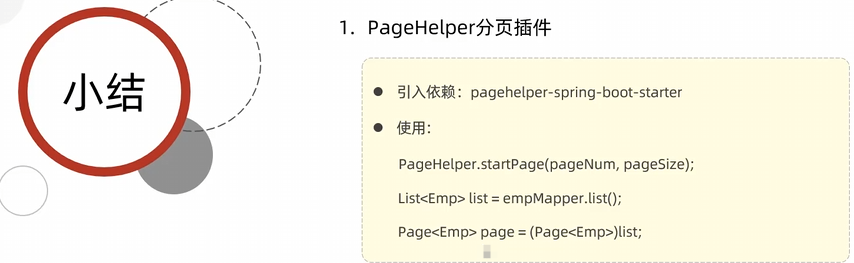 小结
1. PageHelper分页插件
● 引入依赖：pagehelper-spring-boot-starter
● 使用：
PageHelper.startPage(pageNum, pageSize);
List<Emp> list = empMapper.list();
Page<Emp> page = (Page<Emp>)list;